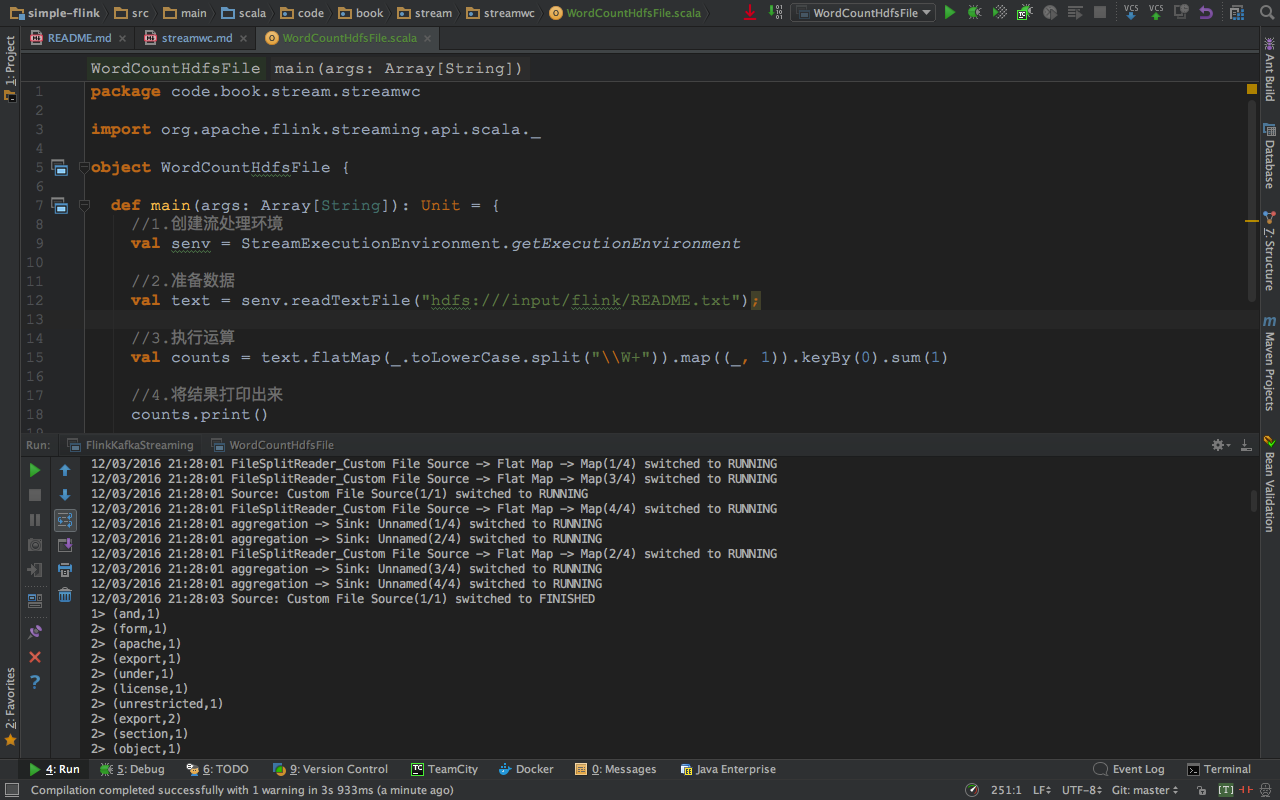 simple-flink src main scala code book stream streamwc WordCountHdfsFile.scala WordCountHdfsFile VCS VCS
README.md streamwc.md WordCountHdfsFile.scala
WordCountHdfsFile main(args: Array[String])
1 package code.book.stream.streamwc
2
3 import org.apache.flink.streaming.api.scala._
4
5 object WordCountHdfsFile {
6
7 def main(args: Array[String]): Unit = {
8 //1.创建流处理环境
9 val senv = StreamExecutionEnvironment.getExecutionEnvironment
10
11 //2.准备数据
12 val text = senv.readTextFile("hdfs:///input/flink/README.txt");
13
14 //3.执行运算
15 val counts = text.flatMap(_.toLowerCase.split("\\W+")).map((_, 1)).keyBy(0).sum(1)
16
17 //4.将结果打印出来
18 counts.print()
19
1: Project
2: Favorites
Ant Build
Database
Z: Structure
Maven Projects
Bean Validation
Run: FlinkKafkaStreaming WordCountHdfsFile
12/03/2016 21:28:01 FileSplitReader_Custom File Source -> Flat Map -> Map(1/4) switched to RUNNING
12/03/2016 21:28:01 FileSplitReader_Custom File Source -> Flat Map -> Map(3/4) switched to RUNNING
12/03/2016 21:28:01 Source: Custom File Source(1/1) switched to RUNNING
12/03/2016 21:28:01 FileSplitReader_Custom File Source -> Flat Map -> Map(4/4) switched to RUNNING
12/03/2016 21:28:01 aggregation -> Sink: Unnamed(1/4) switched to RUNNING
12/03/2016 21:28:01 aggregation -> Sink: Unnamed(2/4) switched to RUNNING
12/03/2016 21:28:01 FileSplitReader_Custom File Source -> Flat Map -> Map(2/4) switched to RUNNING
12/03/2016 21:28:01 aggregation -> Sink: Unnamed(3/4) switched to RUNNING
12/03/2016 21:28:01 aggregation -> Sink: Unnamed(4/4) switched to RUNNING
12/03/2016 21:28:03 Source: Custom File Source(1/1) switched to FINISHED
1> (and,1)
2> (form,1)
2> (apache,1)
2> (export,1)
2> (under,1)
2> (license,1)
2> (unrestricted,1)
2> (export,2)
2> (section,1)
2> (object,1)
4: Run 5: Debug 6: TODO 9: Version Control TeamCity Docker 0: Messages Java Enterprise Event Log Terminal
Compilation completed successfully with 1 warning in 3s 933ms (a minute ago) 251:1 LF UTF-8 Git: master [T]